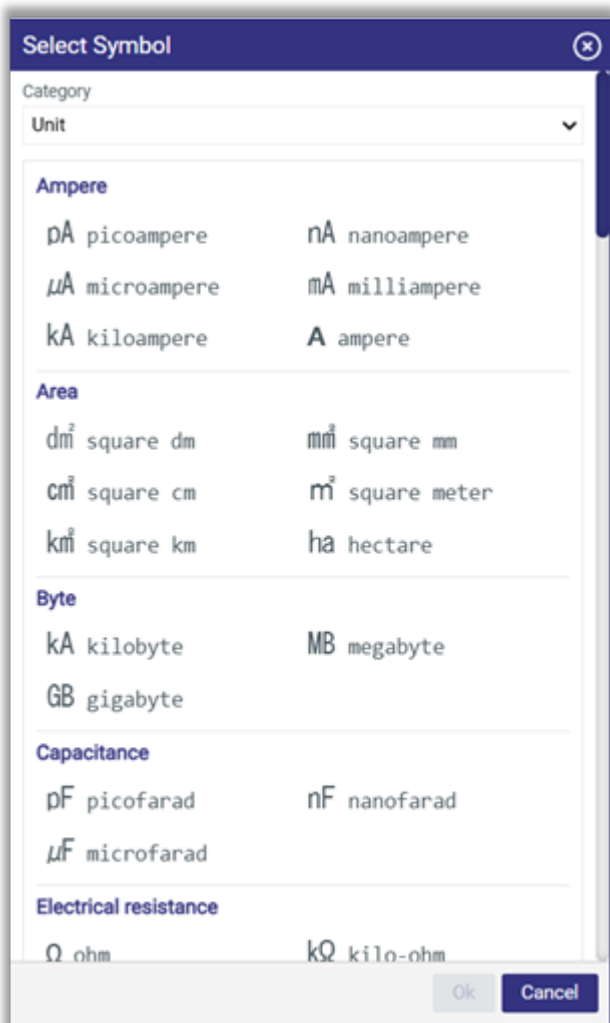 Select Symbol
Category
Unit
Ampere
pA picoampere nA nanoampere
μA microampere mA milliampere
kA kiloampere A ampere
Area
dm² square dm mm² square mm
cm² square cm m² square meter
km² square km ha hectare
Byte
kA kilobyte MB megabyte
GB gigabyte
Capacitance
pF picofarad nF nanofarad
μF microfarad
Electrical resistance
Ω ohm kΩ kilo-ohm
Ok Cancel